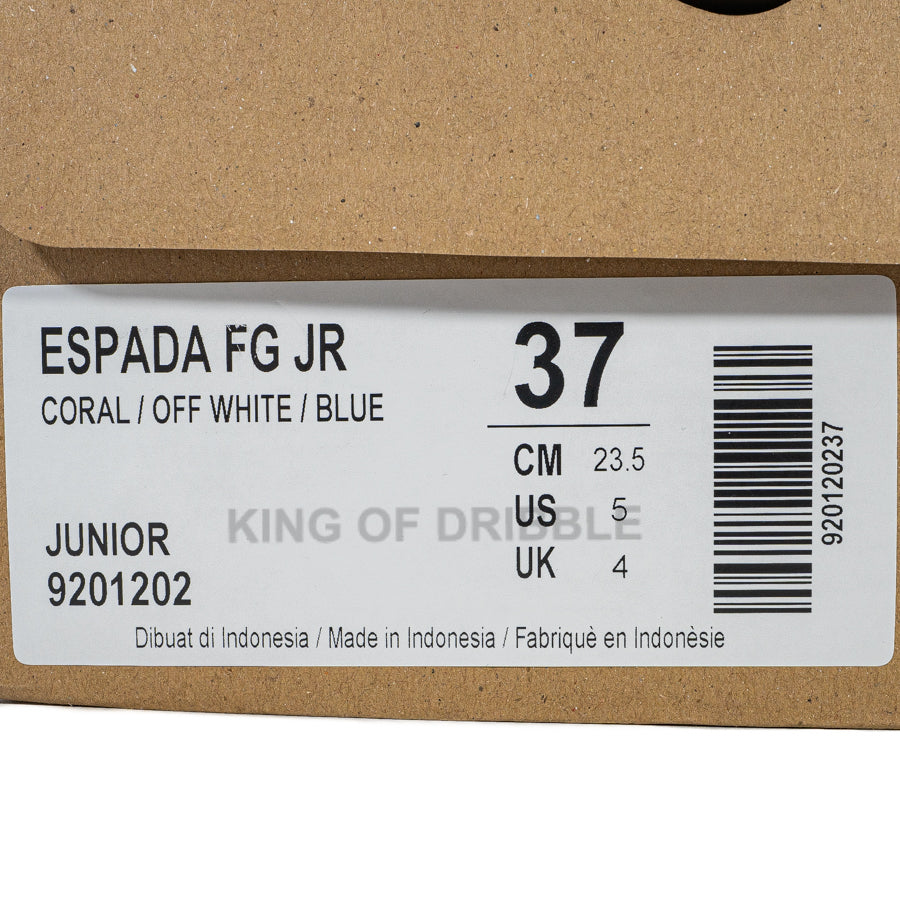 ESPADA FG JR
CORAL / OFF WHITE / BLUE
37
CM 23.5
US 5
UK 4
KING OF DRIBBLE
JUNIOR
9201202
920120237
Dibuat di Indonesia / Made in Indonesia / Fabriquè en Indonèsie